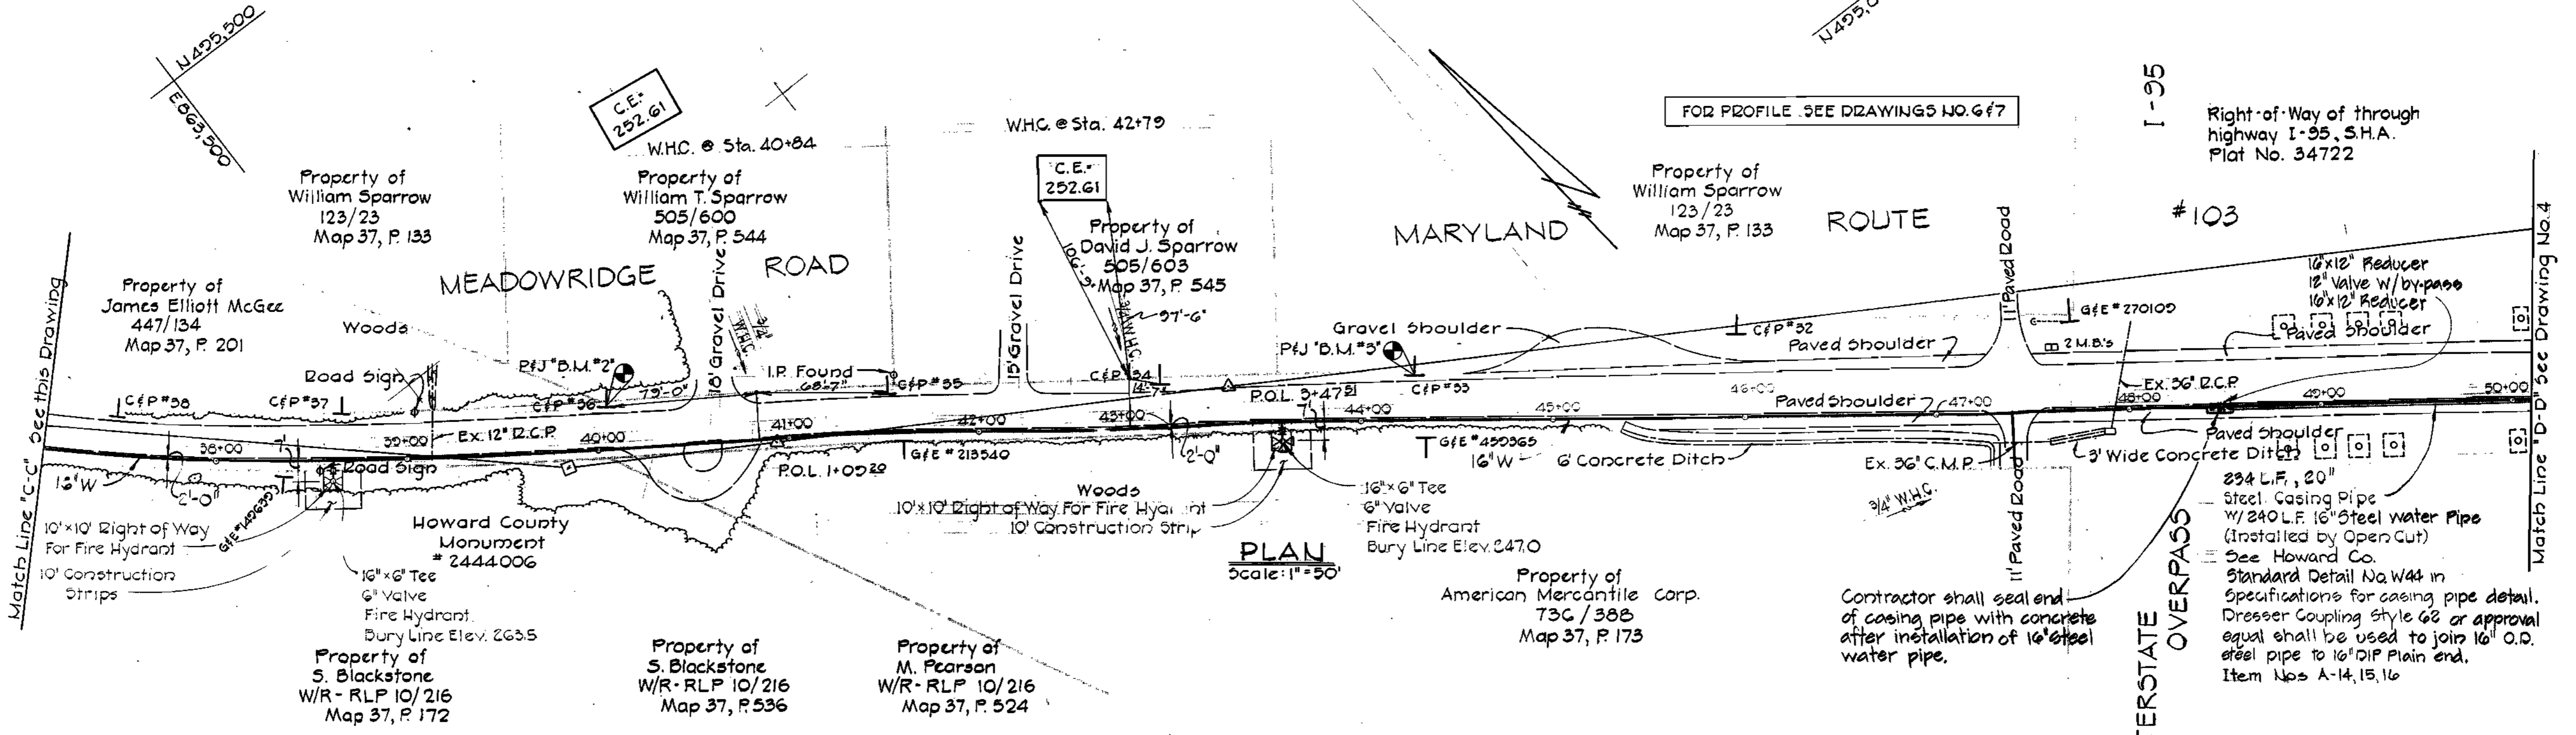 N 495,500
E 863,500
C.E.=
252.61
W.H.C. @ Sta. 40+84
W.H.C. @ Sta. 42+79
C.E.=
252.61
FOR PROFILE SEE DRAWINGS NO. 6 & 7
I-95
Right-of-Way of through
highway I-95, S.H.A.
Plat No. 34722
#103
Property of
William Sparrow
123/23
Map 37, P. 133
Property of
William T. Sparrow
505/600
Map 37, P. 544
Property of
David J. Sparrow
505/603
Map 37, P. 545
Property of
William Sparrow
123/23
Map 37, P. 133
Property of
James Elliott McGee
447/134
Map 37, P. 201
MEADOWRIDGE
ROAD
MARYLAND
ROUTE
Match Line "C-C" See this Drawing
Match Line "D-D" See Drawing No. 4
Woods
Road Sign
P&J "B.M.#2"
18' Gravel Drive
3/4"
W.H.C.
I.P. Found
68'-7"
79'-0"
15' Gravel Drive
106'-9"
3/4" W.H.C.
97'-6"
14'-7"
Gravel Shoulder
P&J "B.M.#3"
Paved Shoulder
11' Paved Road
2 M.B.'s
G&E #270109
16"x12" Reducer
12" Valve W/by-pass
16"x12" Reducer
Paved Shoulder
C&P #38
C&P #37
C&P #36
C&P #35
C&P #34
C&P #33
C&P #32
38+00
39+00
40+00
41+00
42+00
43+00
44+00
45+00
46+00
47+00
48+00
49+00
50+00
Ex. 12" R.C.P.
Ex. 36" R.C.P.
P.O.L. 1+09 20
P.O.L. 3+47 51
7'
7'
2'-0"
2'-0"
16" W
16" W
Road Sign
G&E #213540
G&E #459365
Paved Shoulder
6' Concrete Ditch
Ex. 36" C.M.P.
11' Paved Road
Paved Shoulder
3' Wide Concrete Ditch
3/4" W.H.C.
10'x10' Right of Way
For Fire Hydrant
10' Construction
Strips
16"x6" Tee
6" Valve
Fire Hydrant
Bury Line Elev. 263.5
Howard County
Monument
# 2444006
Woods
10'x10' Right of Way For Fire Hydrant
10' Construction Strip
16"x6" Tee
6" Valve
Fire Hydrant
Bury Line Elev. 247.0
PLAN
Scale: 1"=50'
Property of
S. Blackstone
W/R- RLP 10/216
Map 37, P. 172
Property of
S. Blackstone
W/R- RLP 10/216
Map 37, P. 536
Property of
M. Pearson
W/R- RLP 10/216
Map 37, P. 524
Property of
American Mercantile Corp.
73C/388
Map 37, P. 173
Contractor shall seal end
of casing pipe with concrete
after installation of 16" steel
water pipe.
OVERPASS
234 L.F., 20"
Steel Casing Pipe
W/240 L.F. 16" Steel water Pipe
(Installed by Open Cut)
See Howard Co.
Standard Detail No. W44 in
Specifications for casing pipe detail.
Dresser Coupling Style 62 or approval
equal shall be used to join 16" O.D.
steel pipe to 16" DIP Plain end.
Item Nos A-14, 15, 16